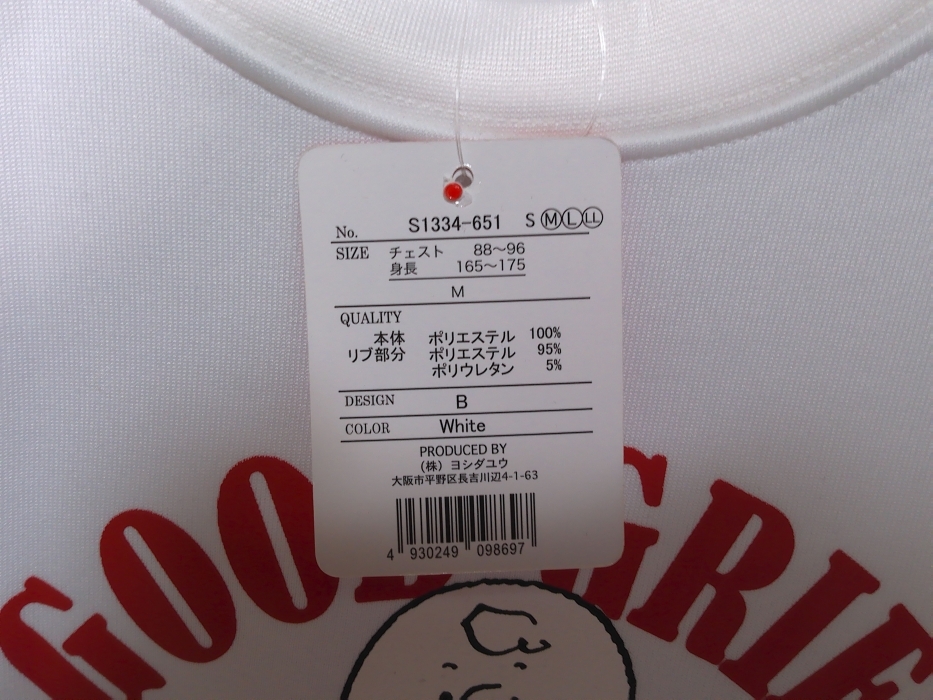 No. S1334-651 S Ⓜ Ⓛ ⓁⓁ
SIZE チェスト 88～96
身長 165～175
M
QUALITY
本体 ポリエステル 100%
リブ部分 ポリエステル 95%
ポリウレタン 5%
DESIGN B
COLOR White
PRODUCED BY
（株）ヨシダユウ
大阪市平野区長吉川辺4-1-63
4 930249 098697
GOOD GRIE